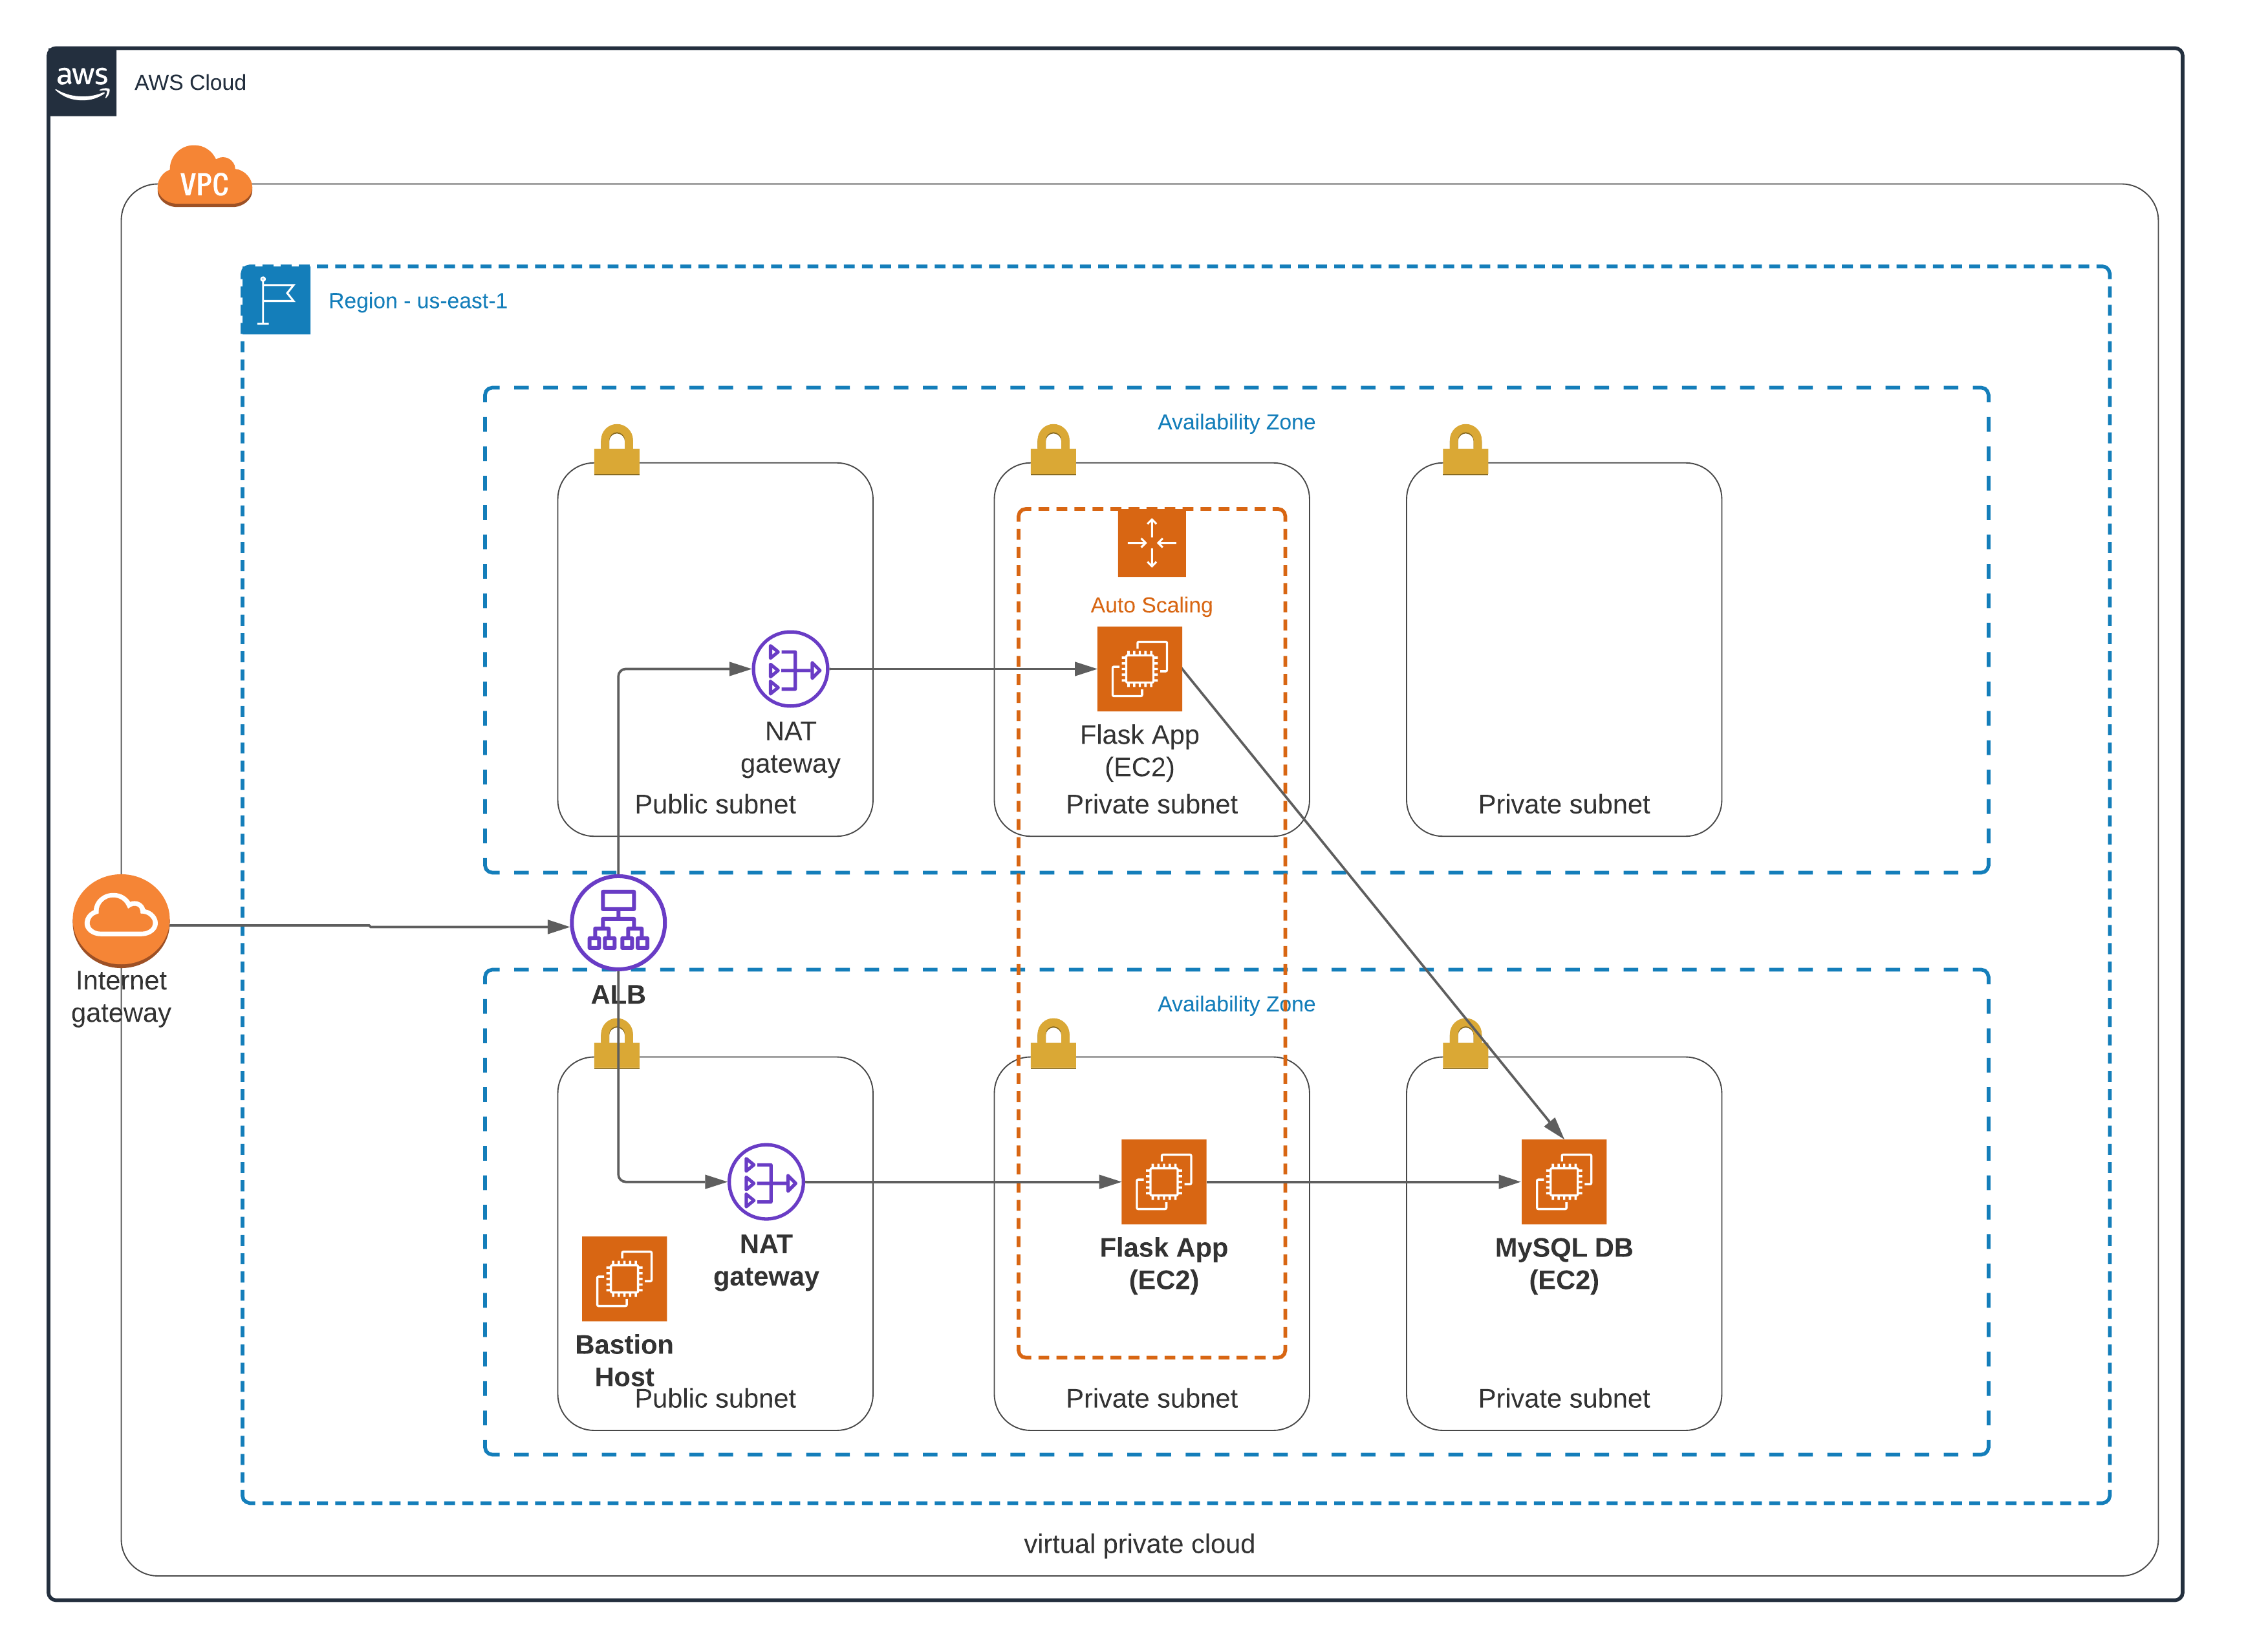 aws
AWS Cloud
VPC
Region - us-east-1
Availability Zone
Auto Scaling
NAT
gateway
Flask App
(EC2)
Public subnet
Private subnet
Private subnet
Internet
gateway
ALB
Availability Zone
NAT
gateway
Flask App
(EC2)
MySQL DB
(EC2)
Bastion
Host
Public subnet
Private subnet
Private subnet
virtual private cloud